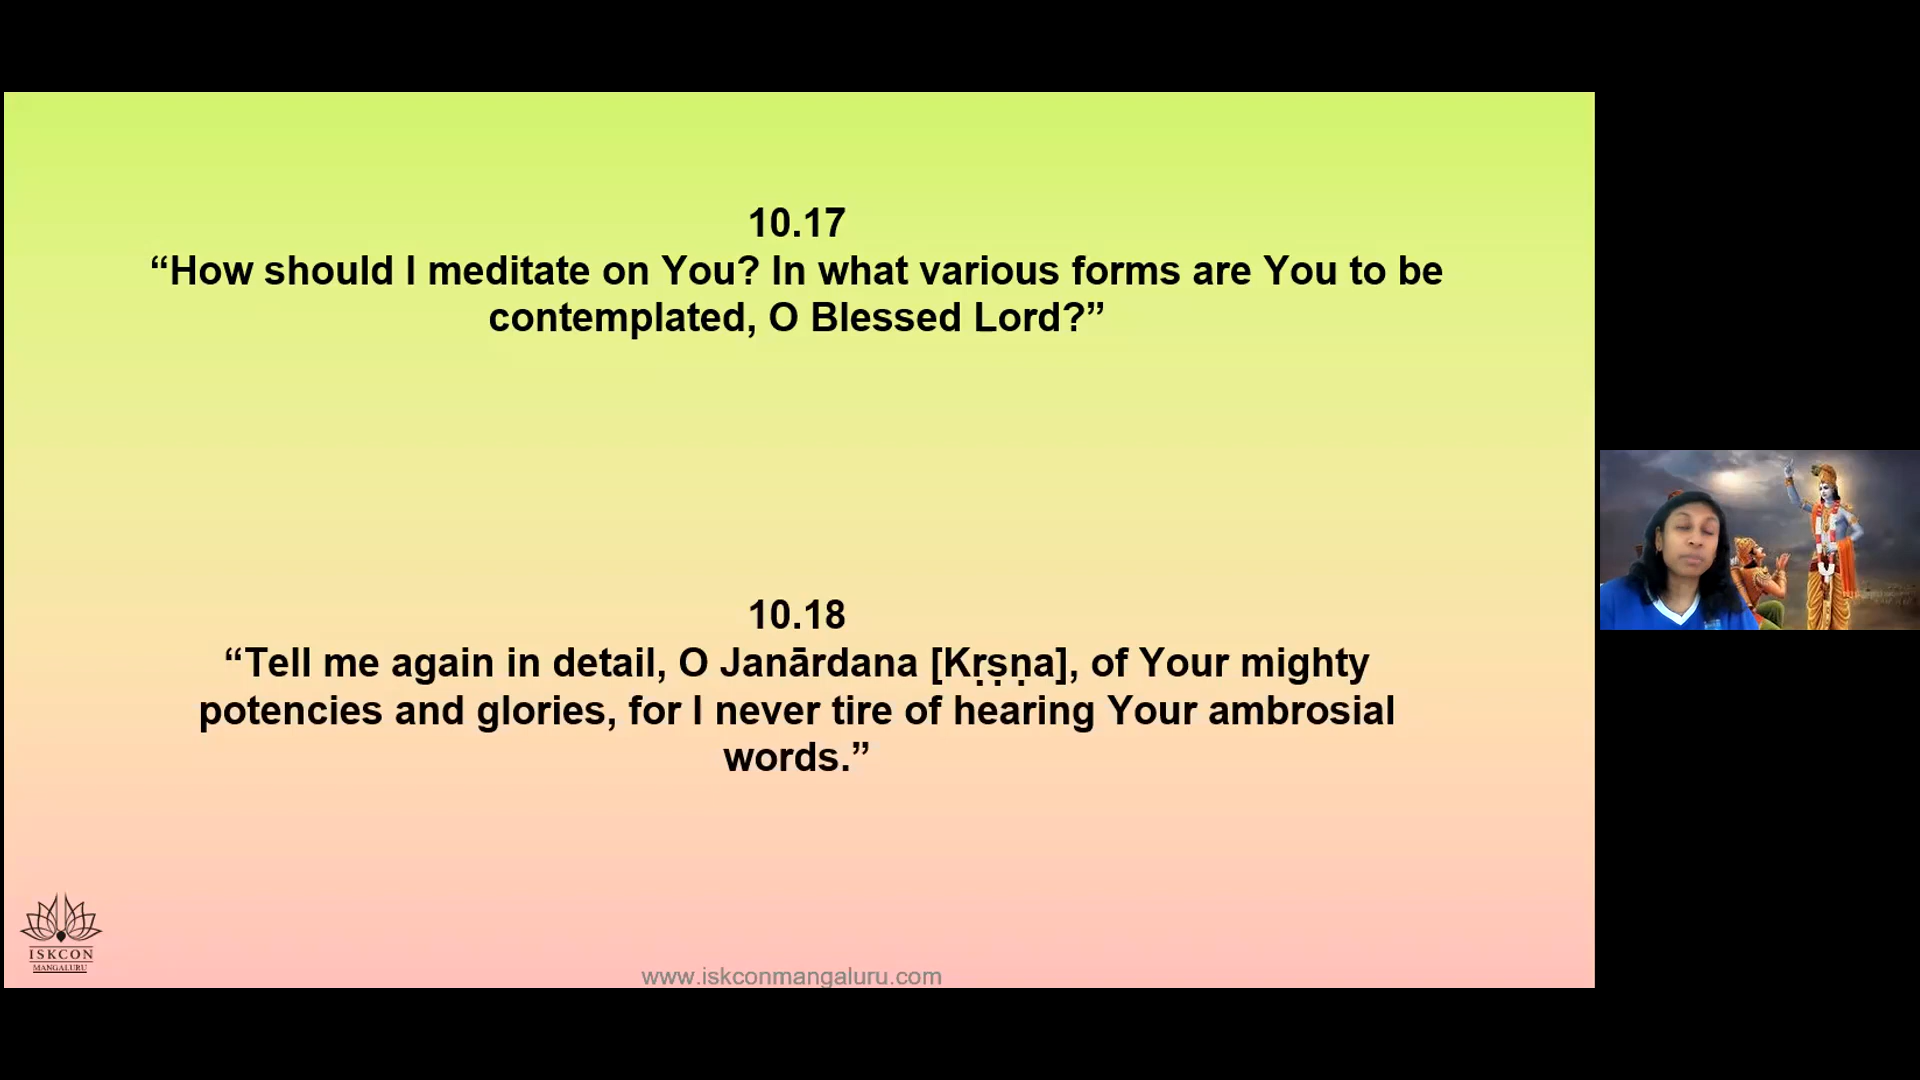 10.17
“How should I meditate on You? In what various forms are You to be
contemplated, O Blessed Lord?”
10.18
“Tell me again in detail, O Janārdana [Kṛṣṇa], of Your mighty
potencies and glories, for I never tire of hearing Your ambrosial
words.”
ISKCON
MANGALURU
www.iskconmangaluru.com